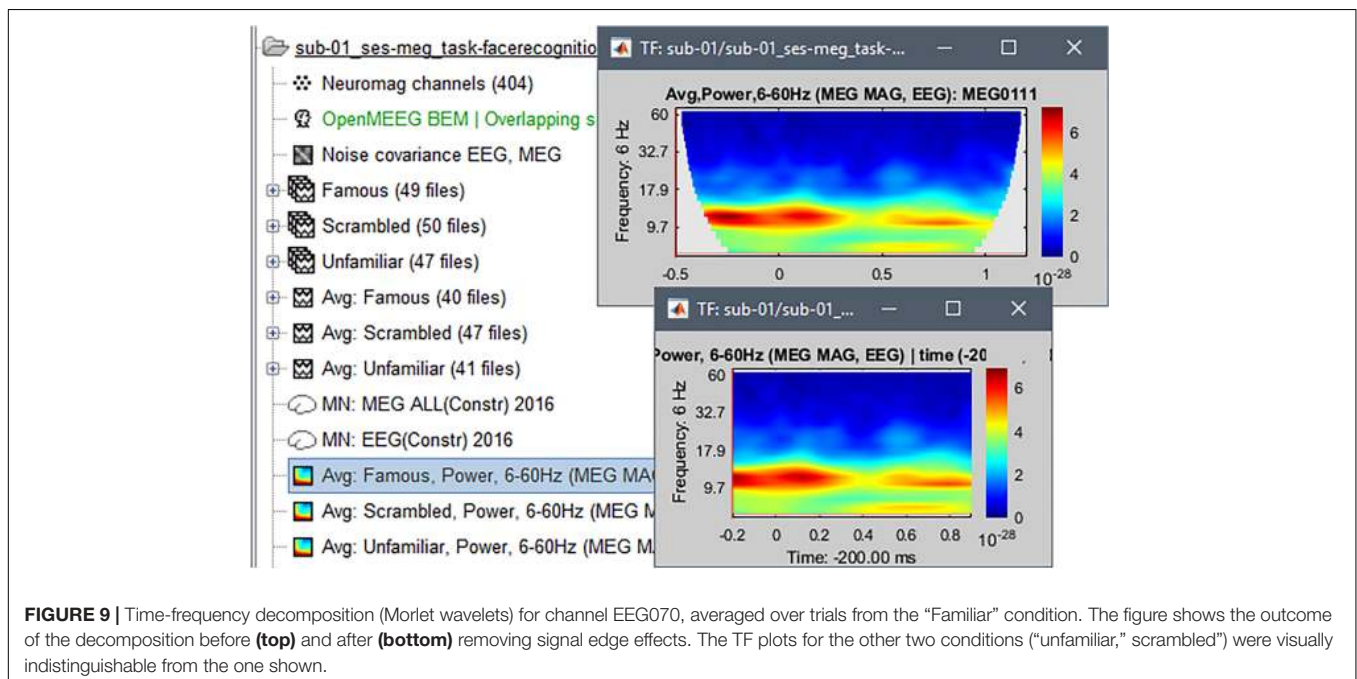 sub-01_ses-meg_task-facerecognitio
Neuromag channels (404)
OpenMEEG BEM | Overlapping s
Noise covariance EEG, MEG
Famous (49 files)
Scrambled (50 files)
Unfamiliar (47 files)
Avg: Famous (40 files)
Avg: Scrambled (47 files)
Avg: Unfamiliar (41 files)
MN: MEG ALL(Constr) 2016
MN: EEG(Constr) 2016
Avg: Famous, Power, 6-60Hz (MEG MA
Avg: Scrambled, Power, 6-60Hz (MEG M
Avg: Unfamiliar, Power, 6-60Hz (MEG M
TF: sub-01/sub-01_ses-meg_task-...
Avg,Power,6-60Hz (MEG MAG, EEG): MEG0111
Frequency: 6 Hz
60
32.7
17.9
9.7
-0.5 0 0.5 1
6
4
2
0
10-28
TF: sub-01/sub-01_...
Power, 6-60Hz (MEG MAG, EEG) | time (-20
Frequency: 6 Hz
60
32.7
17.9
9.7
-0.2 0 0.2 0.4 0.6 0.8
Time: -200.00 ms
6
4
2
0
10-28
FIGURE 9 | Time-frequency decomposition (Morlet wavelets) for channel EEG070, averaged over trials from the “Familiar” condition. The figure shows the outcome
of the decomposition before (top) and after (bottom) removing signal edge effects. The TF plots for the other two conditions (“unfamiliar,” scrambled”) were visually
indistinguishable from the one shown.